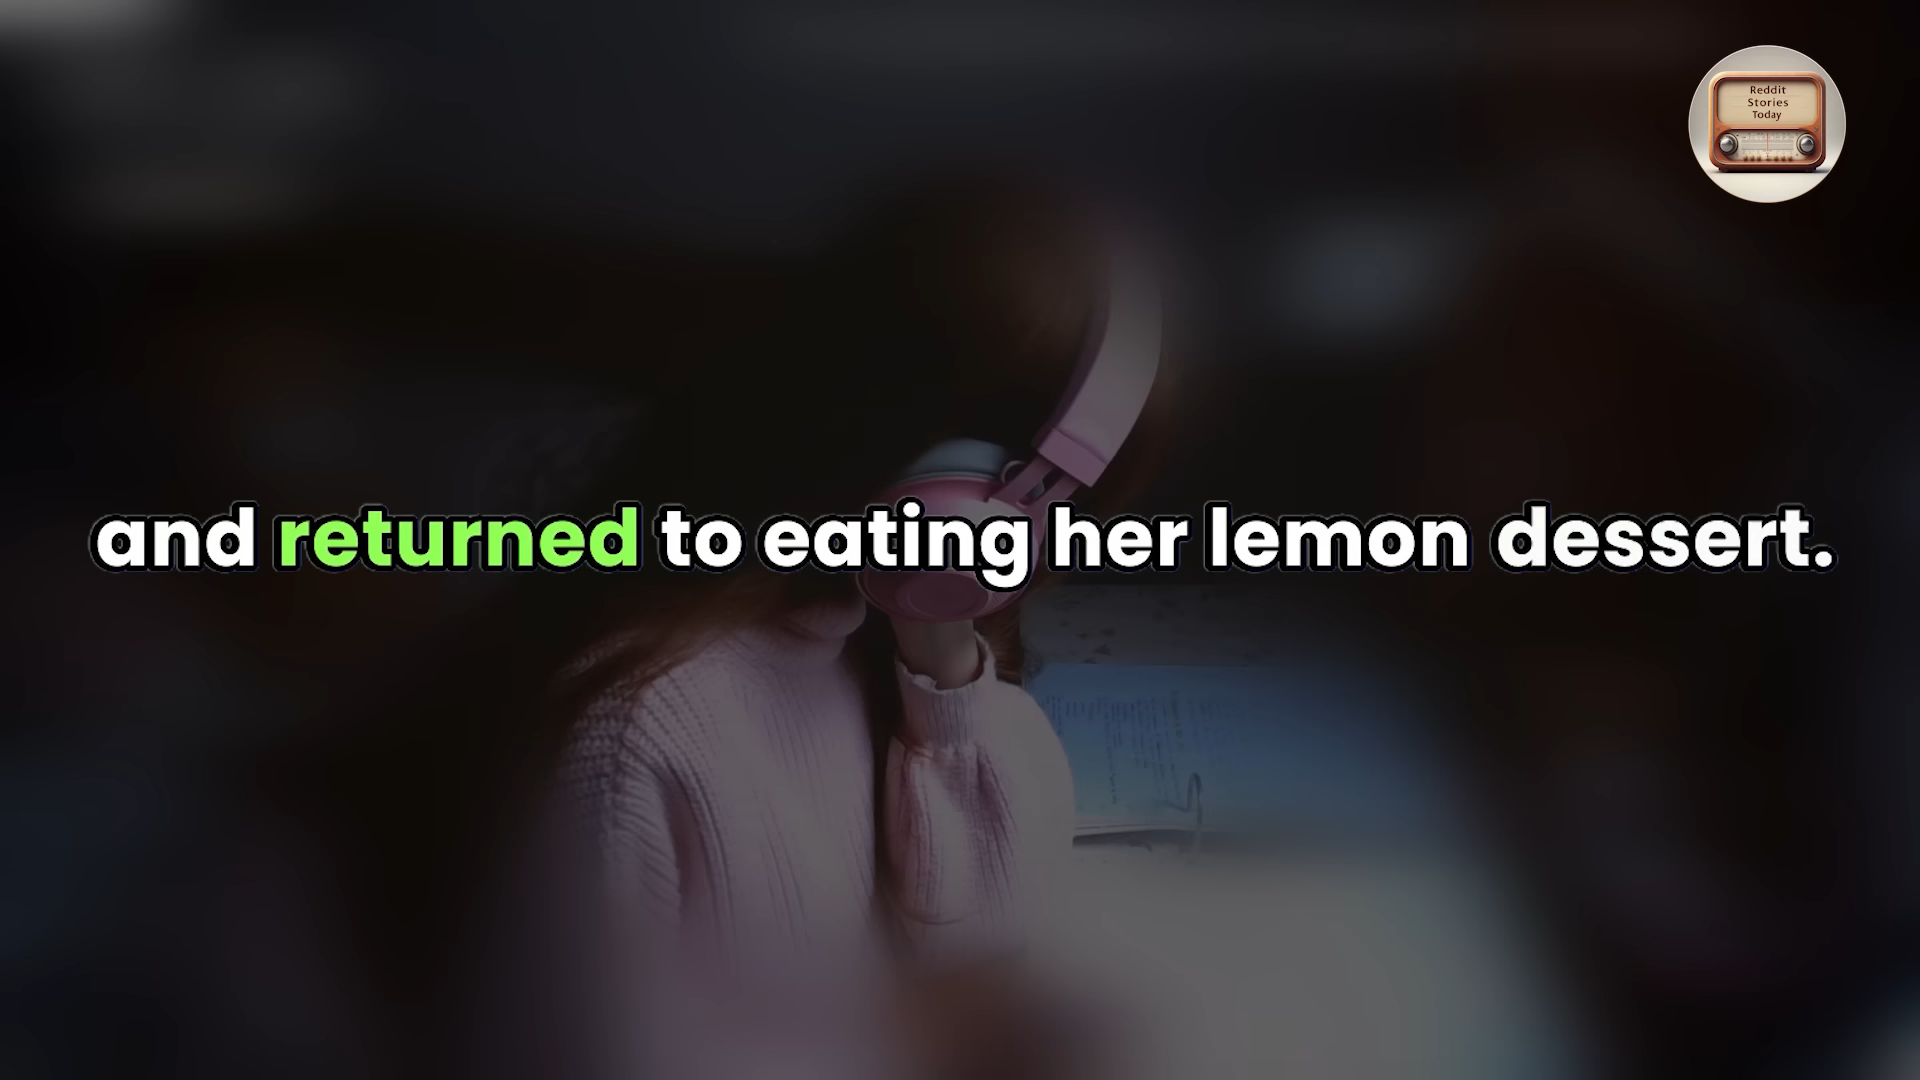 Reddit
Stories
Today
and returned to eating her lemon dessert.